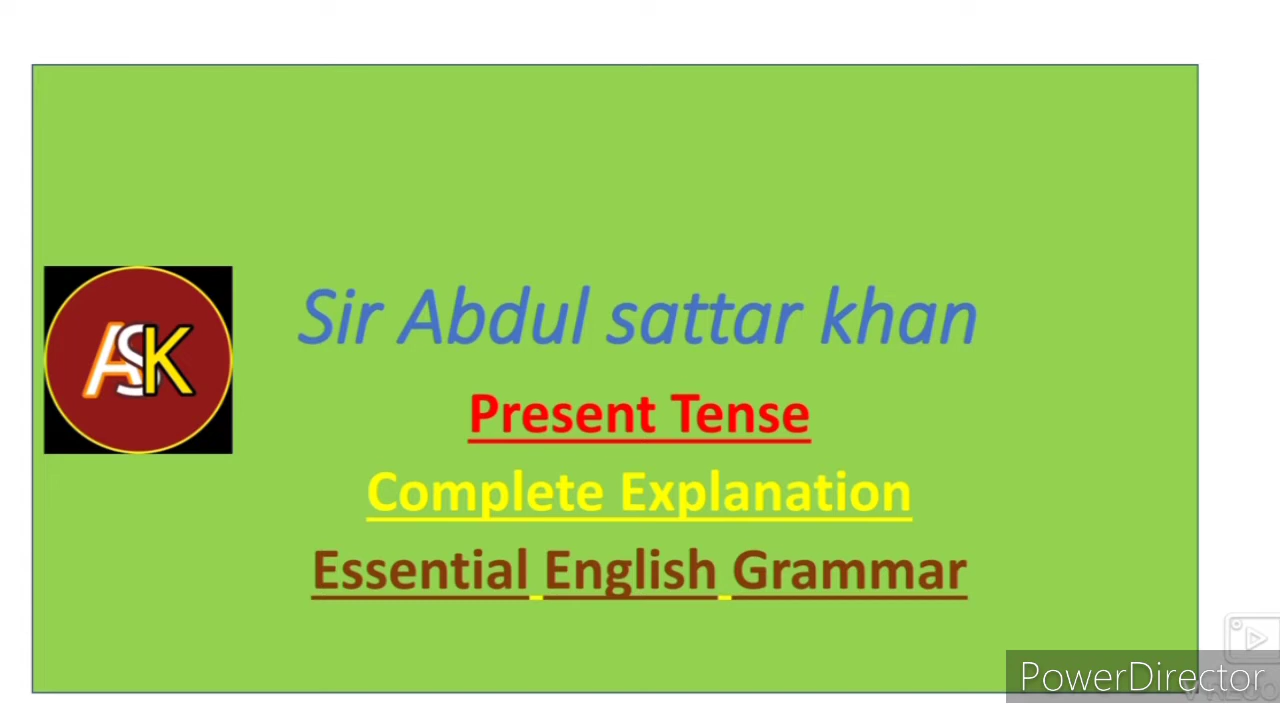 Sir Abdul sattar khan
ASK
Present Tense
Complete Explanation
Essential English Grammar
PowerDirector